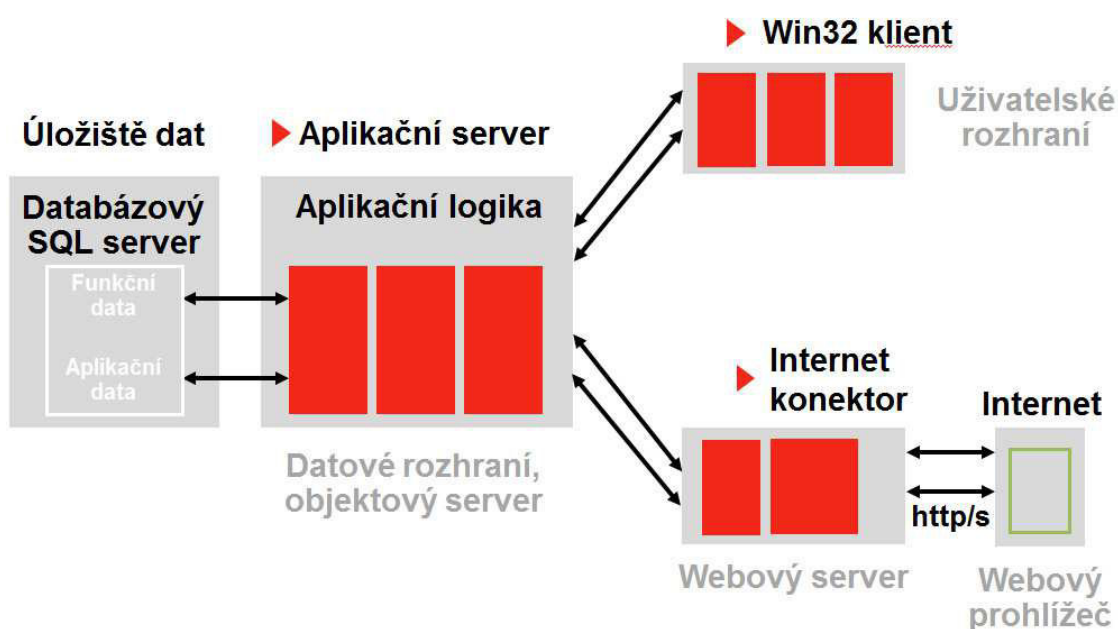 Úložiště dat
Databázový
SQL server
Funkční
data
Aplikační
data
Aplikační server
Aplikační logika
Datové rozhraní,
objektový server
Win32 klient
Uživatelské
rozhraní
Internet
konektor
Webový server
http/s
Internet
Webový
prohlížeč